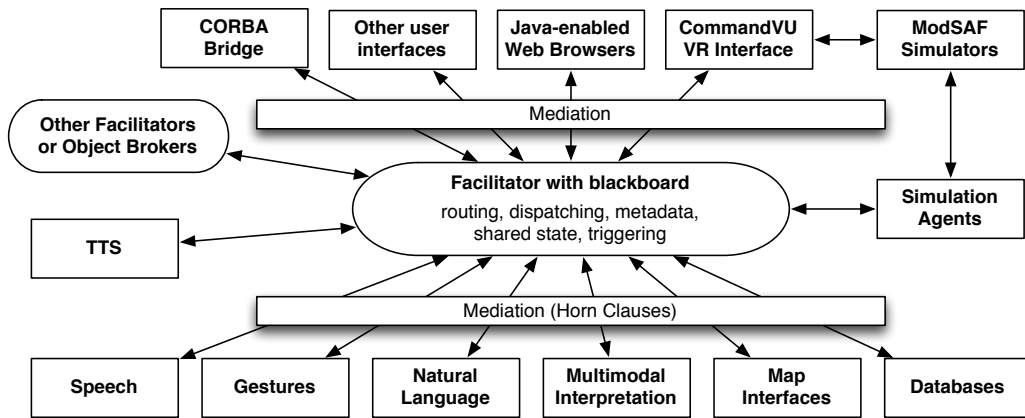 CORBA
Bridge
Other user
interfaces
Java-enabled
Web Browsers
CommandVU
VR Interface
ModSAF
Simulators
Mediation
Other Facilitators
or Object Brokers
Facilitator with blackboard
routing, dispatching, metadata,
shared state, triggering
Simulation
Agents
TTS
Mediation (Horn Clauses)
Speech
Gestures
Natural
Language
Multimodal
Interpretation
Map
Interfaces
Databases